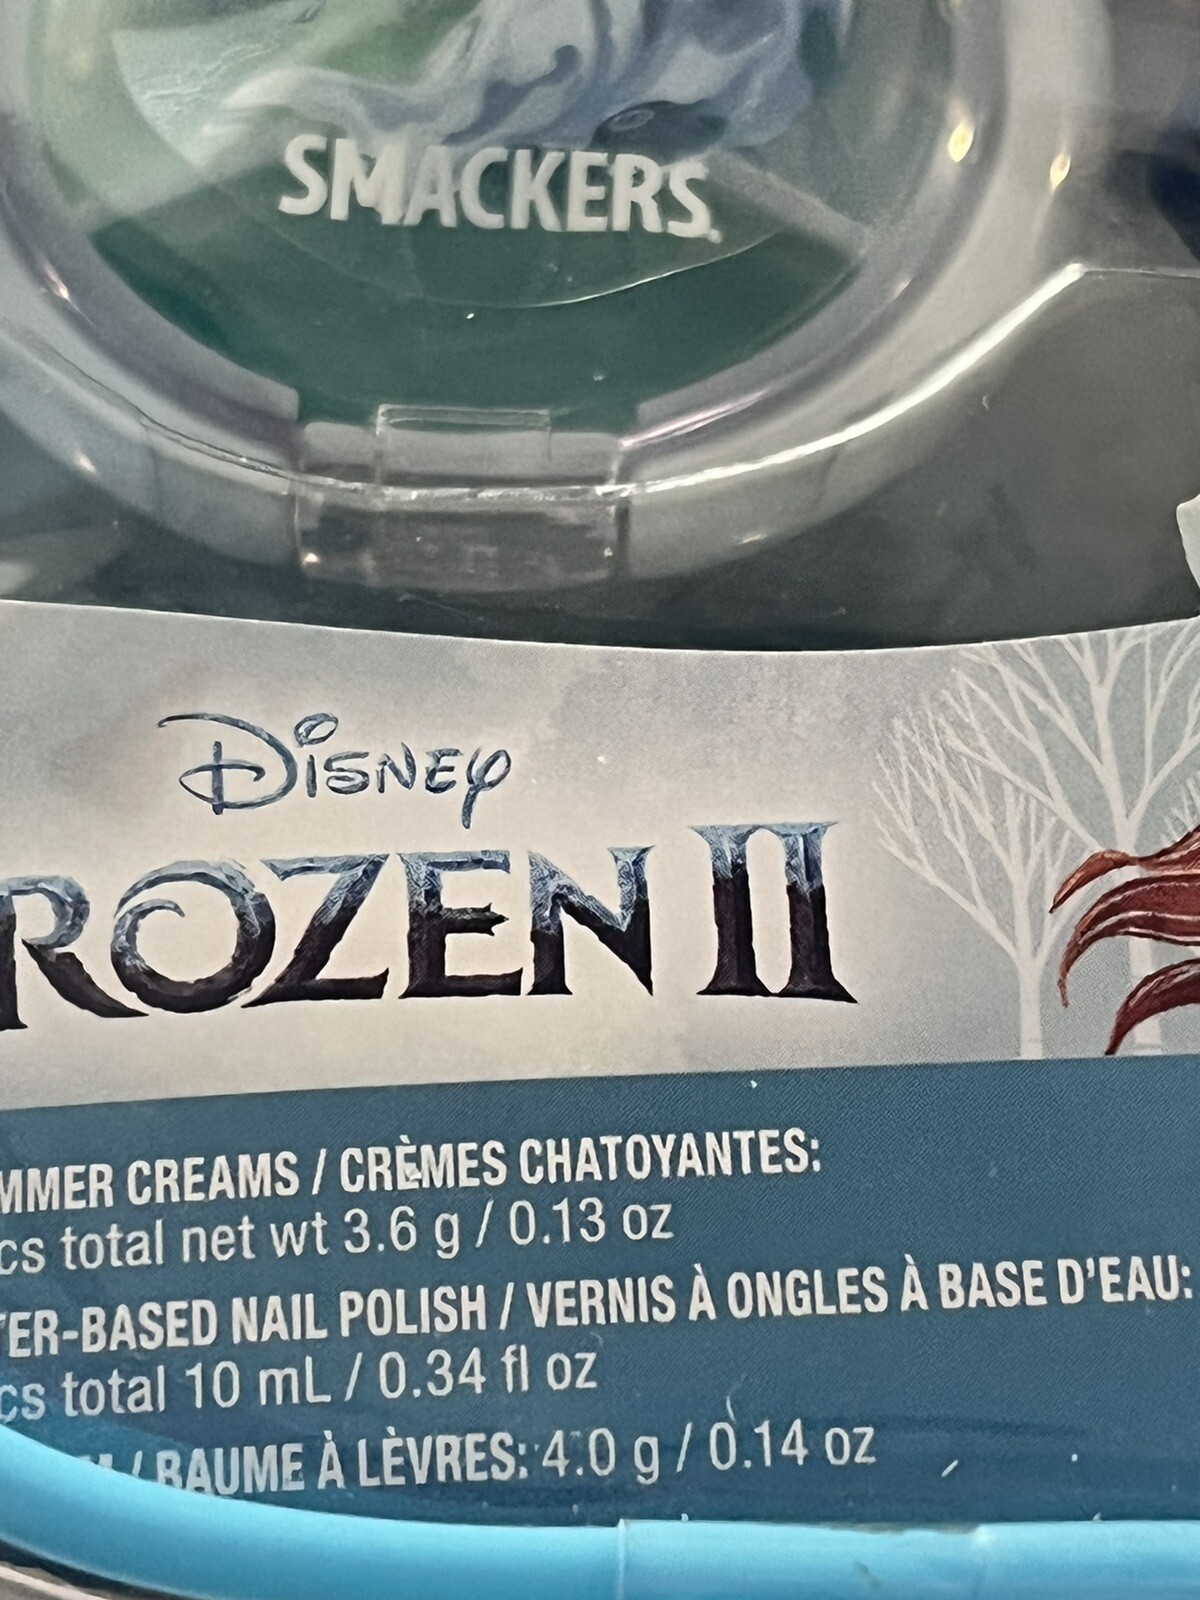 SMACKERS
Disney
ROZEN II
MMER CREAMS / CRÈMES CHATOYANTES:
cs total net wt 3.6 g / 0.13 oz
TER-BASED NAIL POLISH / VERNIS À ONGLES À BASE D'EAU:
cs total 10 mL / 0.34 fl oz
/ BAUME À LÈVRES: 4.0 g / 0.14 oz